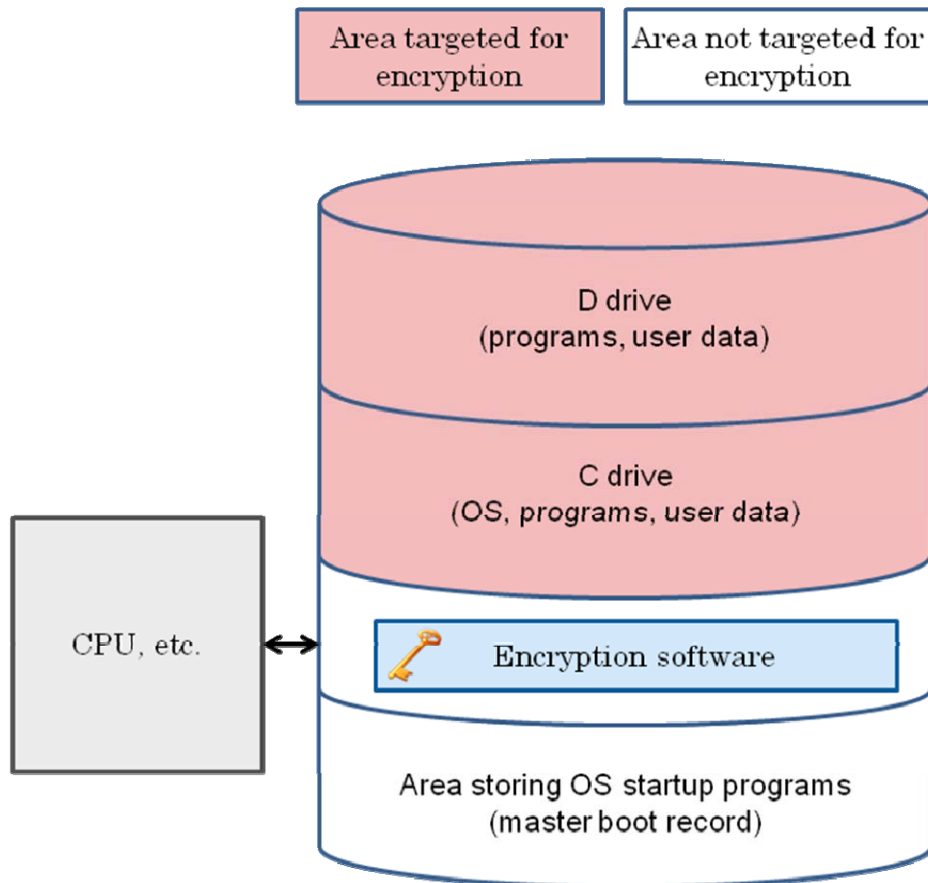 Area targeted for
encryption
Area not targeted for
encryption
D drive
(programs, user data)
C drive
(OS, programs, user data)
CPU, etc.
Encryption software
Area storing OS startup programs
(master boot record)